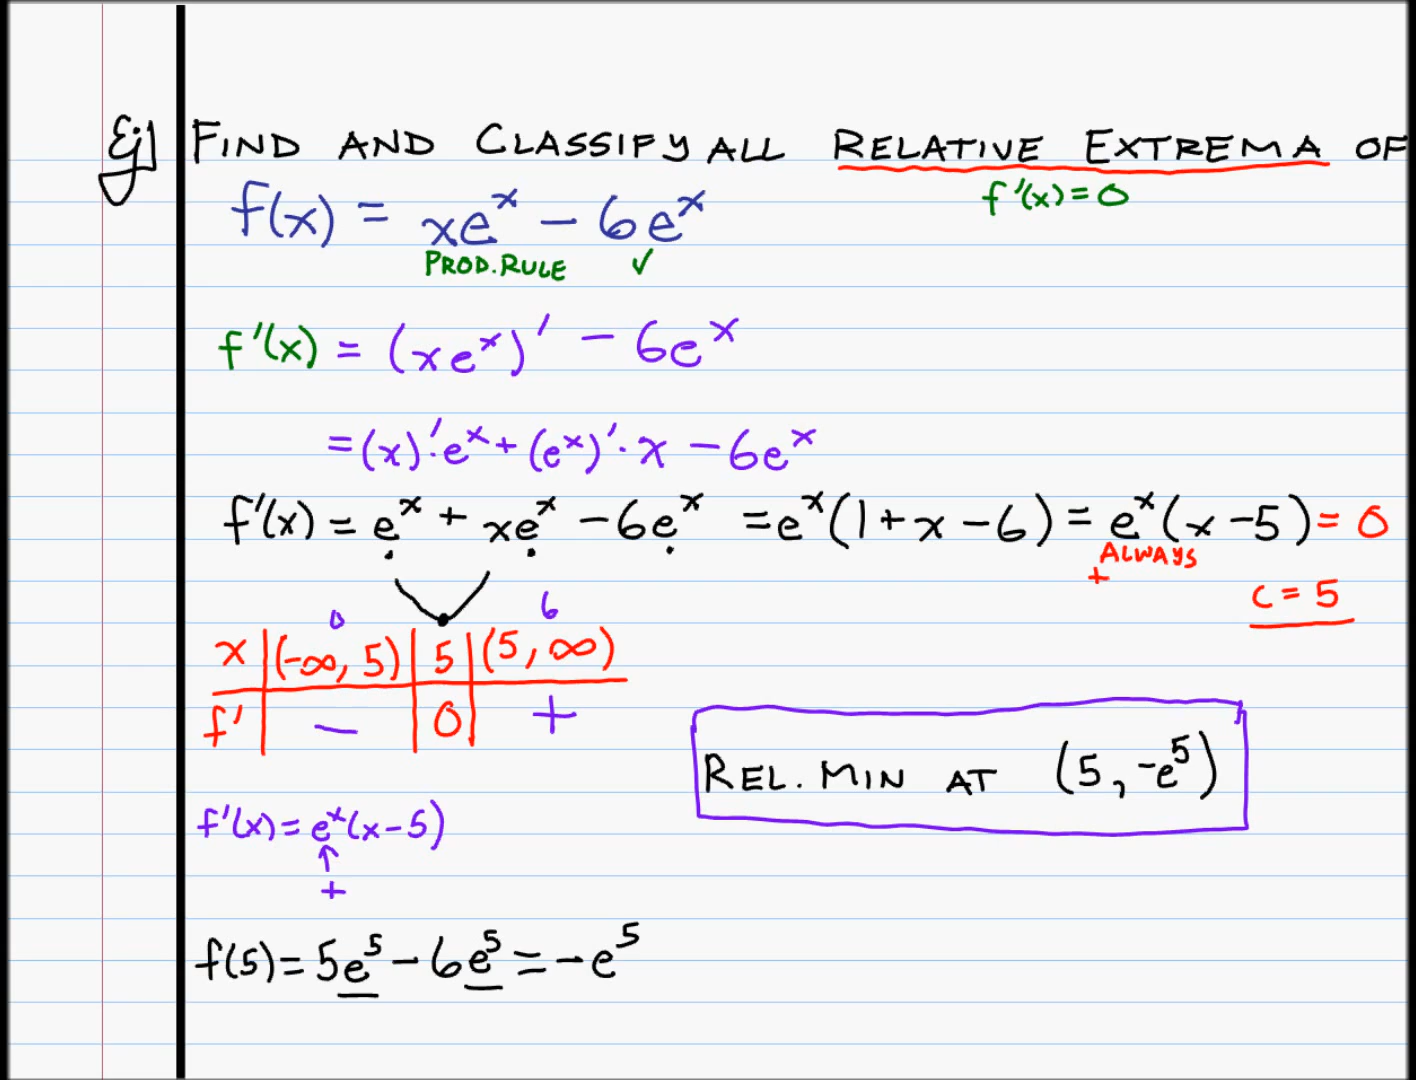 Ej] FIND AND CLASSIFY ALL RELATIVE EXTREMA OF
f'(x) = 0
f(x) = xe^x - 6e^x
PROD. RULE ✓
f'(x) = (xe^x)' - 6e^x
= (x)'·e^x + (e^x)'·x - 6e^x
f'(x) = e^x + xe^x - 6e^x = e^x(1 + x - 6) = e^x(x - 5) = 0
ALWAYS
+
c = 5
0 6
x | (-∞, 5) | 5 | (5, ∞)
f' | - | 0 | +
REL. MIN AT (5, -e^5)
f'(x) = e^x(x - 5)
↑
+
f(5) = 5e^5 - 6e^5 = -e^5